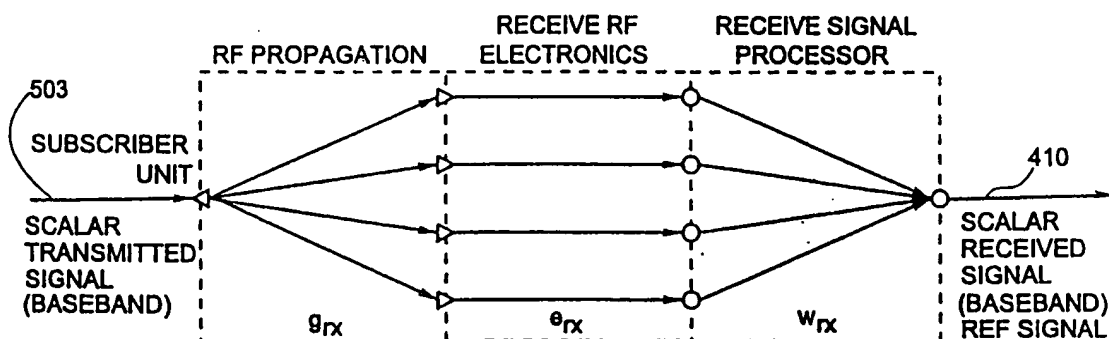 RF PROPAGATION
RECEIVE RF
ELECTRONICS
RECEIVE SIGNAL
PROCESSOR
503
SUBSCRIBER
UNIT
SCALAR
TRANSMITTED
SIGNAL
(BASEBAND)
410
SCALAR
RECEIVED
SIGNAL
(BASEBAND)
REF SIGNAL
grx
erx
wrx